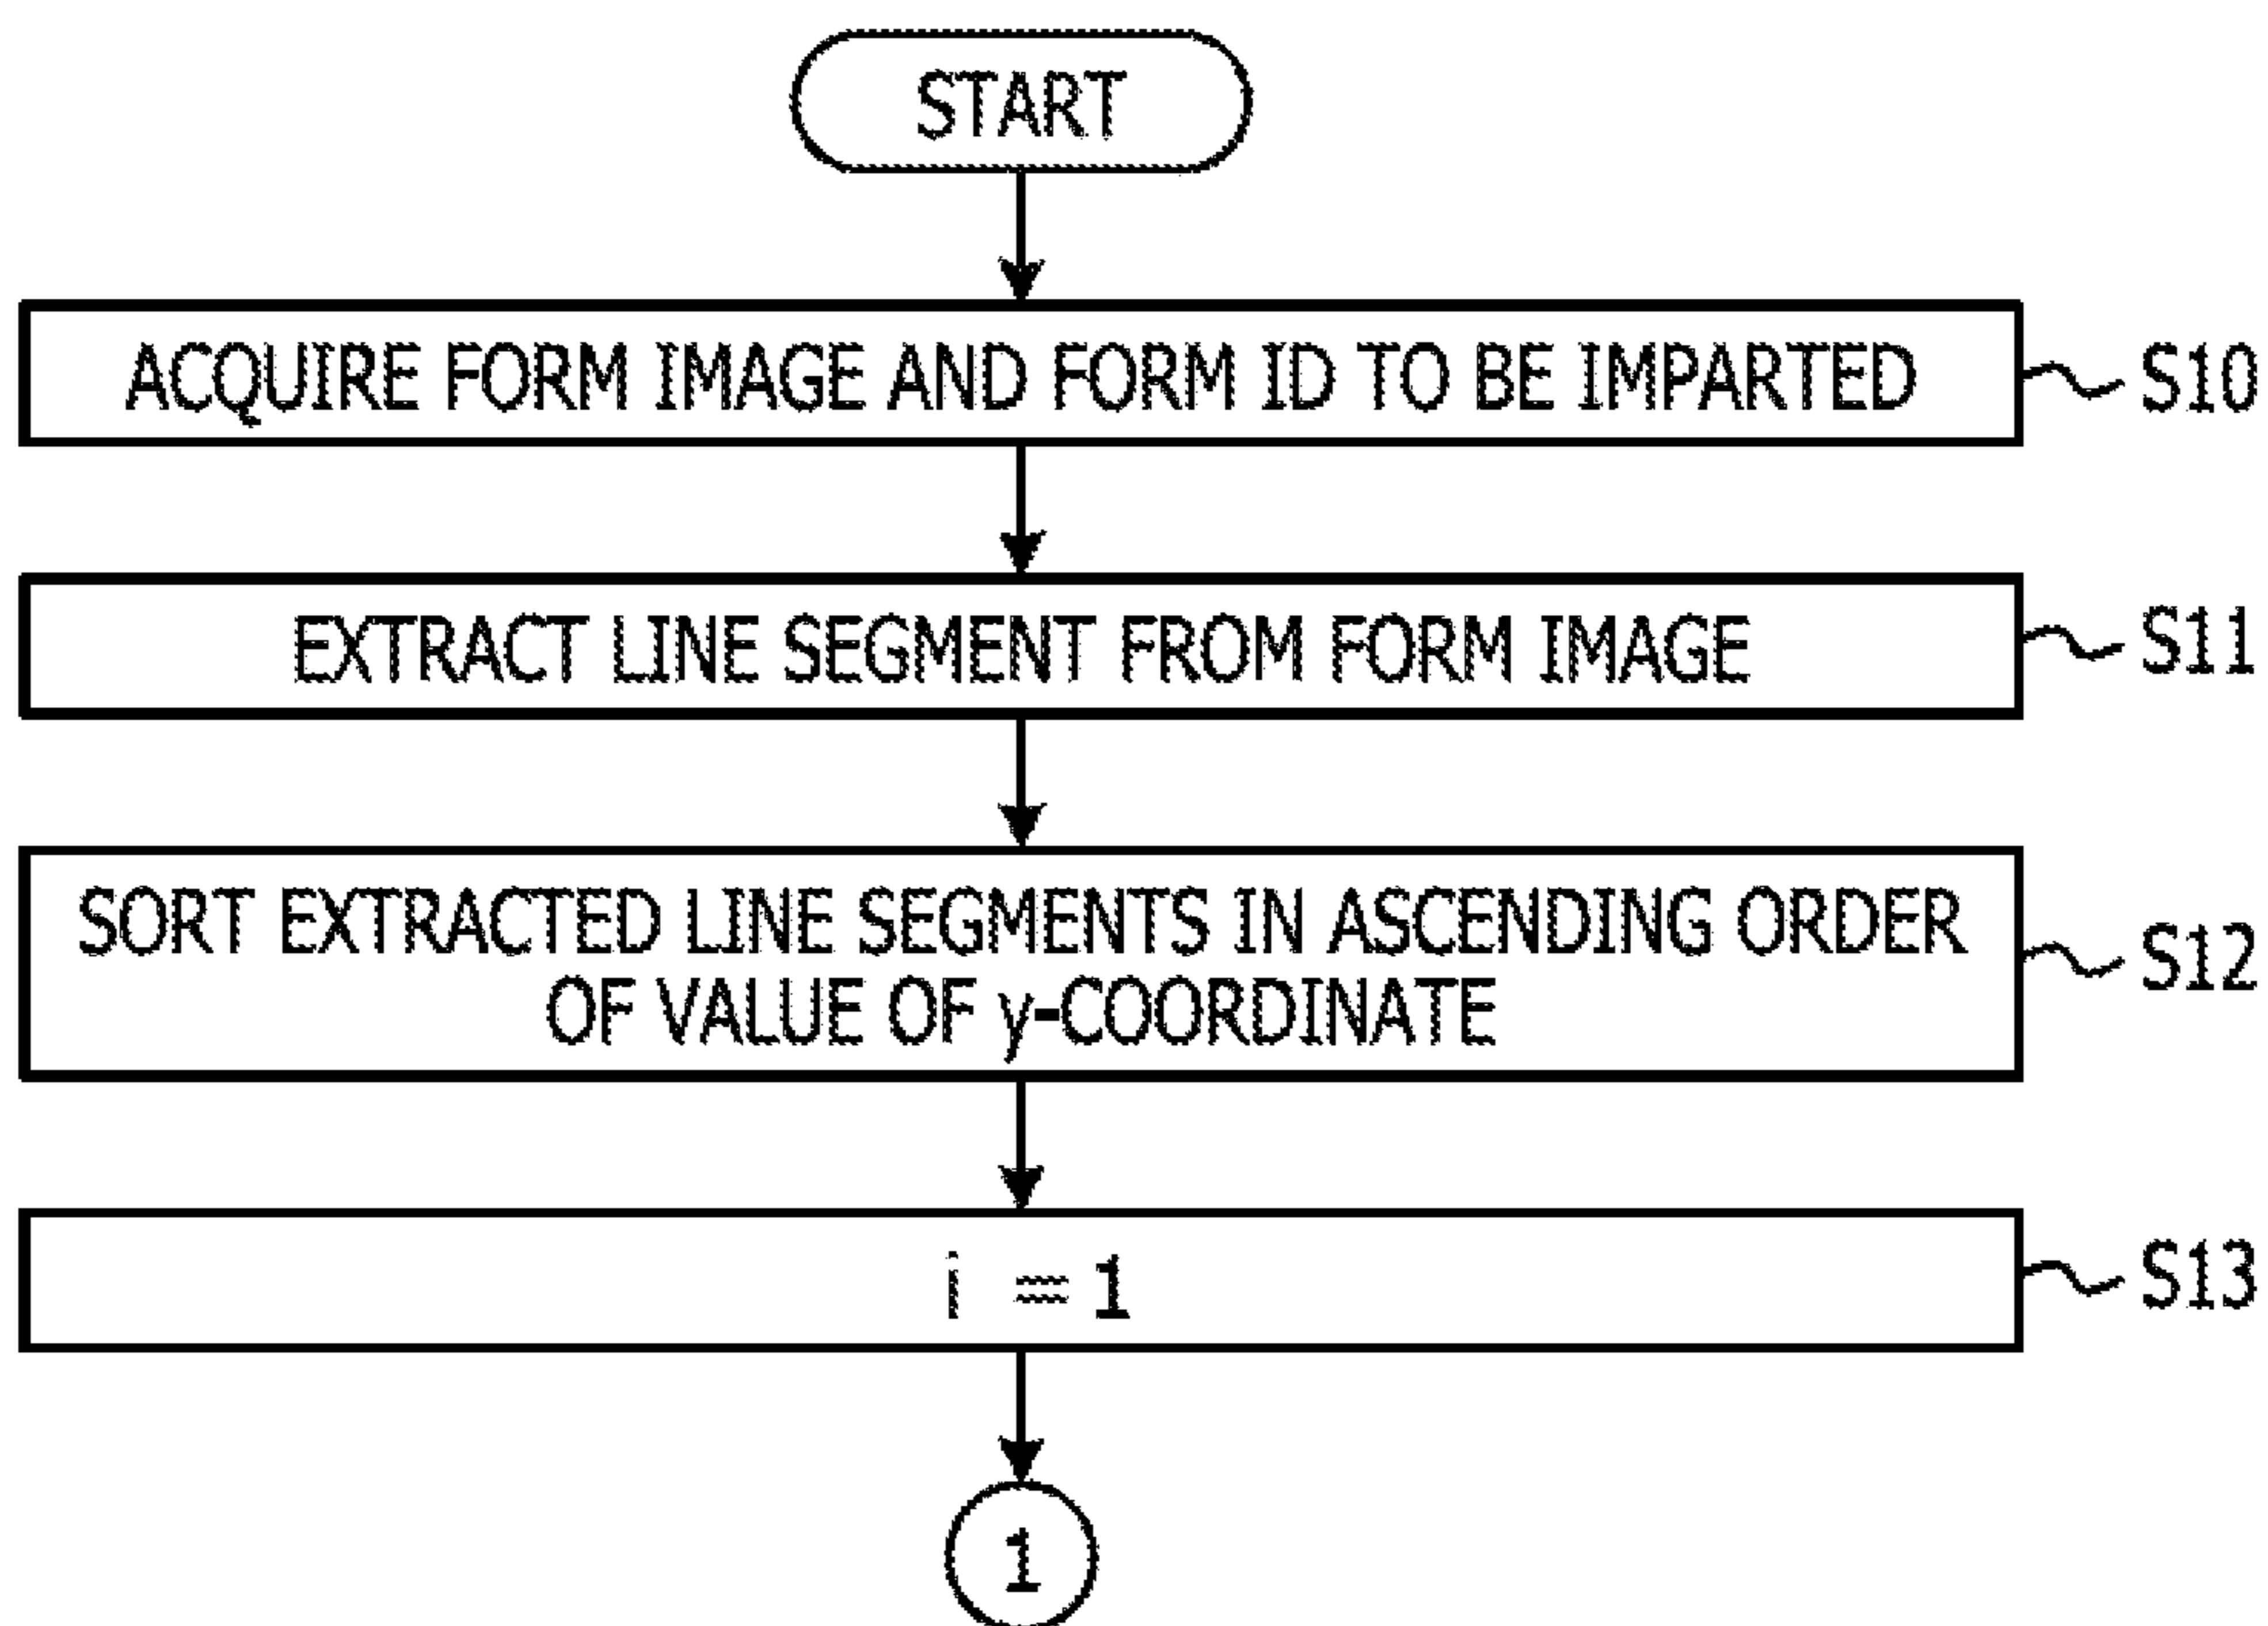 START
ACQUIRE FORM IMAGE AND FORM ID TO BE IMPARTED
S10
EXTRACT LINE SEGMENT FROM FORM IMAGE
S11
SORT EXTRACTED LINE SEGMENTS IN ASCENDING ORDER
OF VALUE OF y-COORDINATE
S12
i = 1
S13
1